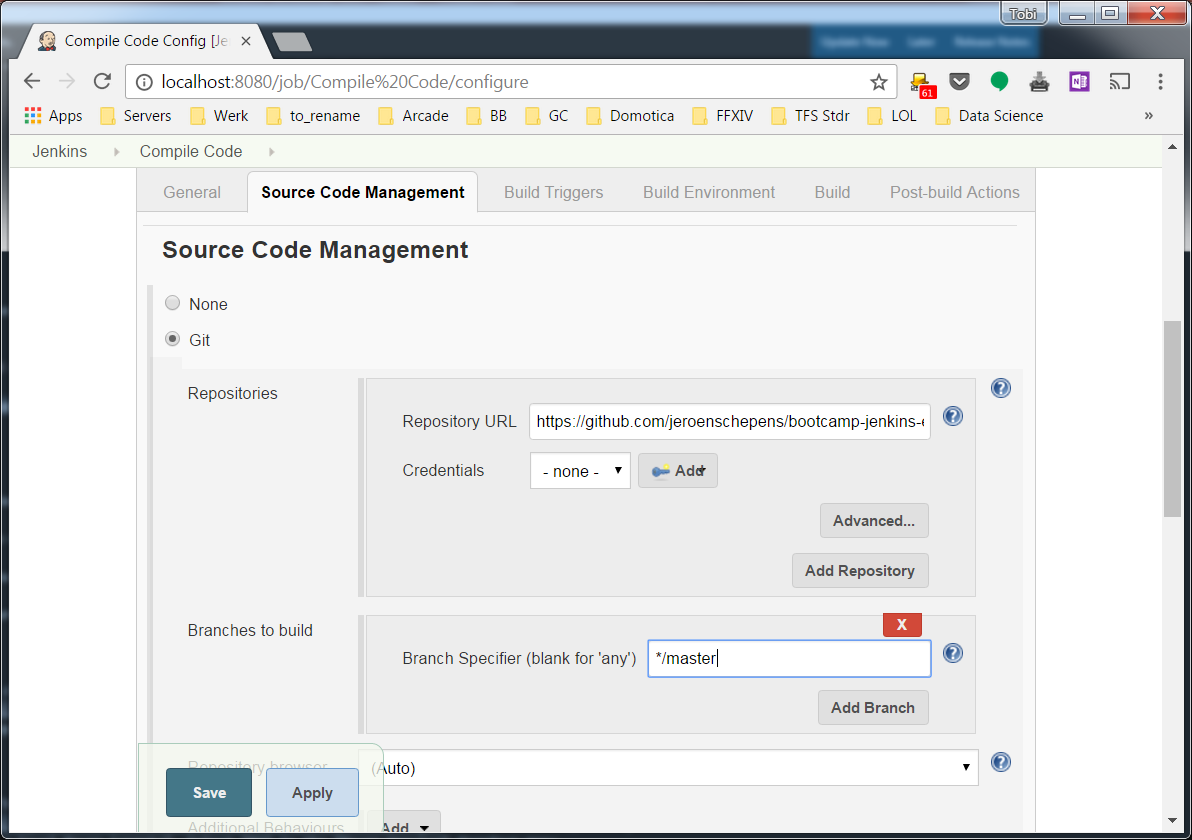 Tobi
Compile Code Config [Je
localhost:8080/job/Compile%20Code/configure
61
Apps Servers Werk to_rename Arcade BB GC Domotica FFXIV TFS Stdr LOL Data Science »
Jenkins Compile Code
General Source Code Management Build Triggers Build Environment Build Post-build Actions
Source Code Management
None
Git
Repositories
Repository URL https://github.com/jeroenschepens/bootcamp-jenkins-
Credentials - none - Add
Advanced...
Add Repository
Branches to build
X
Branch Specifier (blank for 'any') */master
Add Branch
Repository browser (Auto)
Save Apply
Additional Behaviours Add